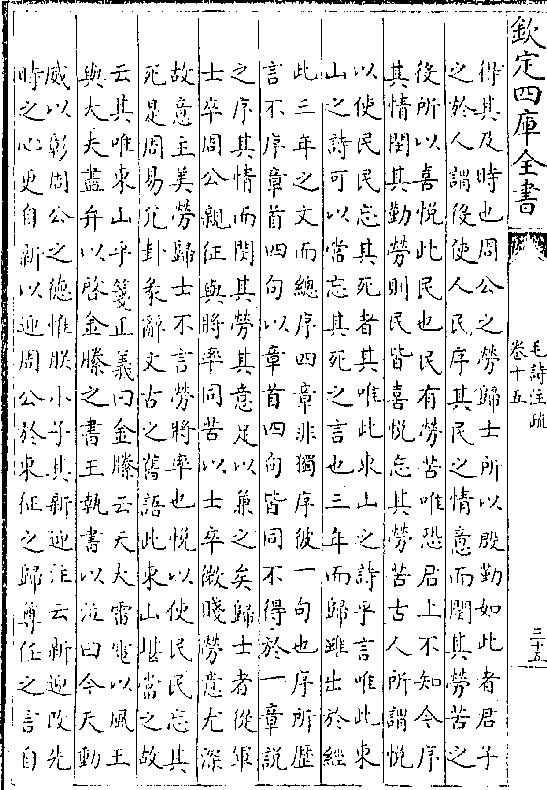 欽定四庫全書
毛詩注疏
卷十五
三十五
得其及時也周公之勞歸士所以殷勤如此者君子
之於人謂役使人民序其民之情意而閔其勞苦之
役所以喜悅此民也民有勞苦唯恐君上不知今序
其情閔其勤勞則民皆喜悅忘其勞苦古人所謂悅
以使民民忘其死者其唯此東山之詩乎言唯此東
山之詩可以當忘其死之言也三年而歸雖出於經
此三年之文而總序四章非獨序彼一句也序所歴
言不序章首四句以章首四句皆同不得於一章說
之序其情而閔其勞其意足以兼之矣歸士者從軍
士卒周公親征與將率同苦以士卒微賤勞意尤深
故意主美勞歸士不言勞將率也悅以使民民忘其
死是周易兊卦彖辭文古之舊語此東山堪當之故
云其唯東山乎箋正義曰金縢云天大雷電以風王
與大夫盡弁以啓金縢之書王執書以泣曰今天動
威以彰周公之德惟朕小子其新迎注云新迎改先
時之心更自新以迎周公於東征之歸尊任之言自